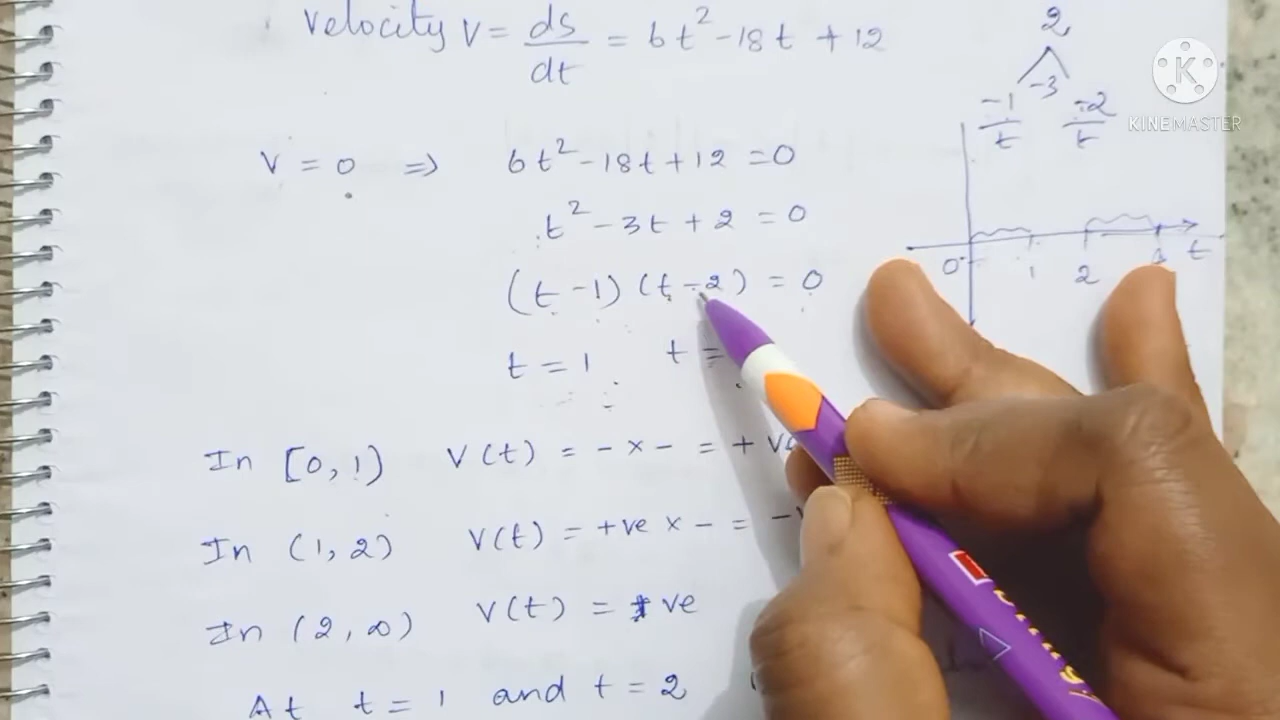 Velocity V = ds/dt = 6t² - 18t + 12
V = 0 ⇒ 6t² - 18t + 12 = 0
t² - 3t + 2 = 0
(t - 1) (t - 2) = 0
t = 1 t =
In [0, 1) V(t) = - × - = + ve
In (1, 2) V(t) = +ve × - = -
In (2, ∞) V(t) = +ve
At t = 1 and t = 2
2
-3
-1/t -2/t
0 1 2 t
K
KINEMASTER